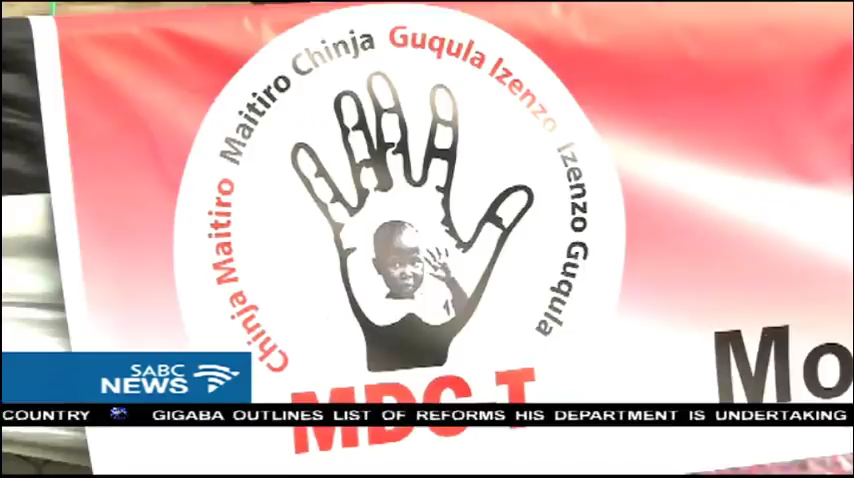 Chinja Maitiro Maitiro Chinja Guqula Izenzo Izenzo Guqula
MDC-T
Mo
SABC
NEWS
COUNTRY GIGABA OUTLINES LIST OF REFORMS HIS DEPARTMENT IS UNDERTAKING